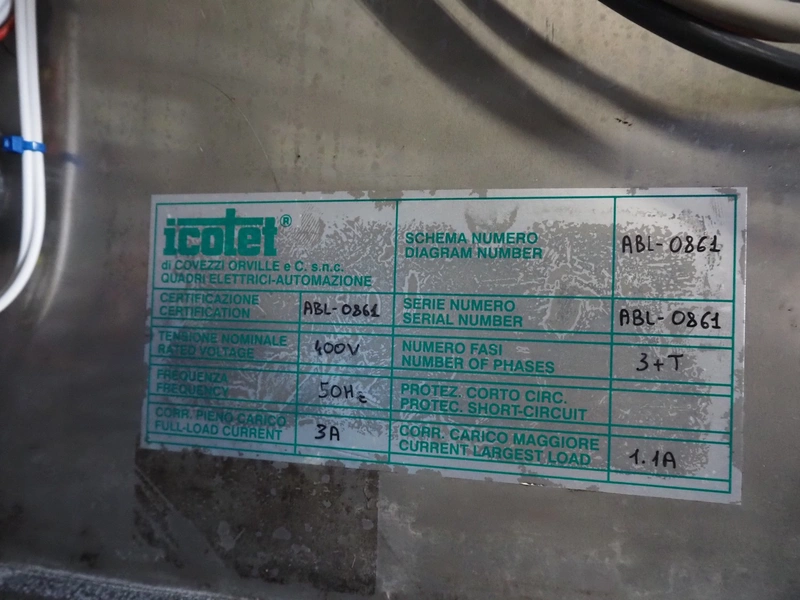 icotet®
di COVEZZI ORVILLE e C. s.n.c.
QUADRI ELETTRICI-AUTOMAZIONE
SCHEMA NUMERO
DIAGRAM NUMBER
ABL-0861
CERTIFICAZIONE
CERTIFICATION
ABL-0861
SERIE NUMERO
SERIAL NUMBER
ABL-0861
TENSIONE NOMINALE
RATED VOLTAGE
400V
NUMERO FASI
NUMBER OF PHASES
3+T
FREQUENZA
FREQUENCY
50Hz
PROTEZ. CORTO CIRC.
PROTEC. SHORT-CIRCUIT
CORR. PIENO CARICO
FULL-LOAD CURRENT
3A
CORR. CARICO MAGGIORE
CURRENT LARGEST LOAD
1.1A